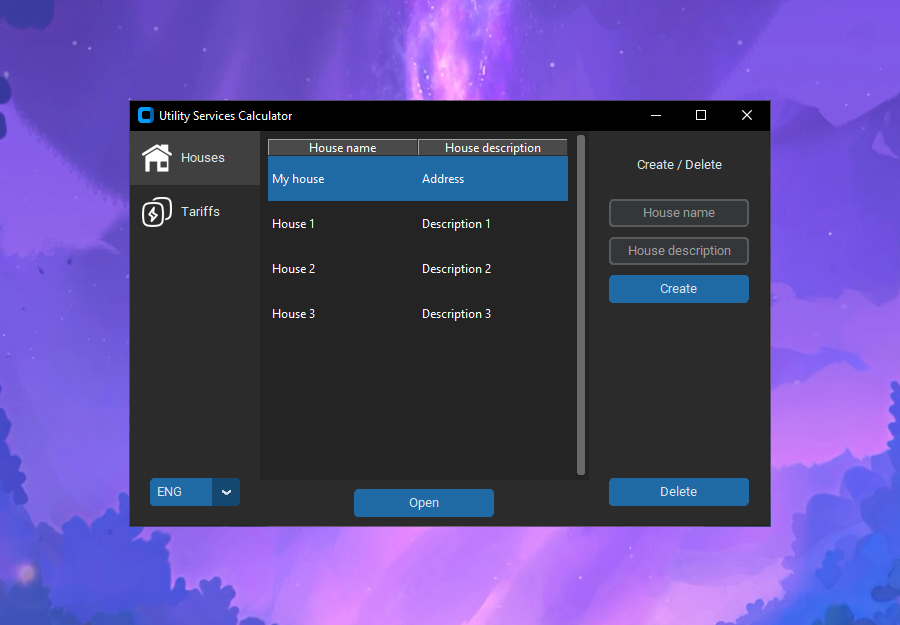 Utility Services Calculator
Houses
Tariffs
ENG
House name House description
My house Address
House 1 Description 1
House 2 Description 2
House 3 Description 3
Open
Create / Delete
House name
House description
Create
Delete